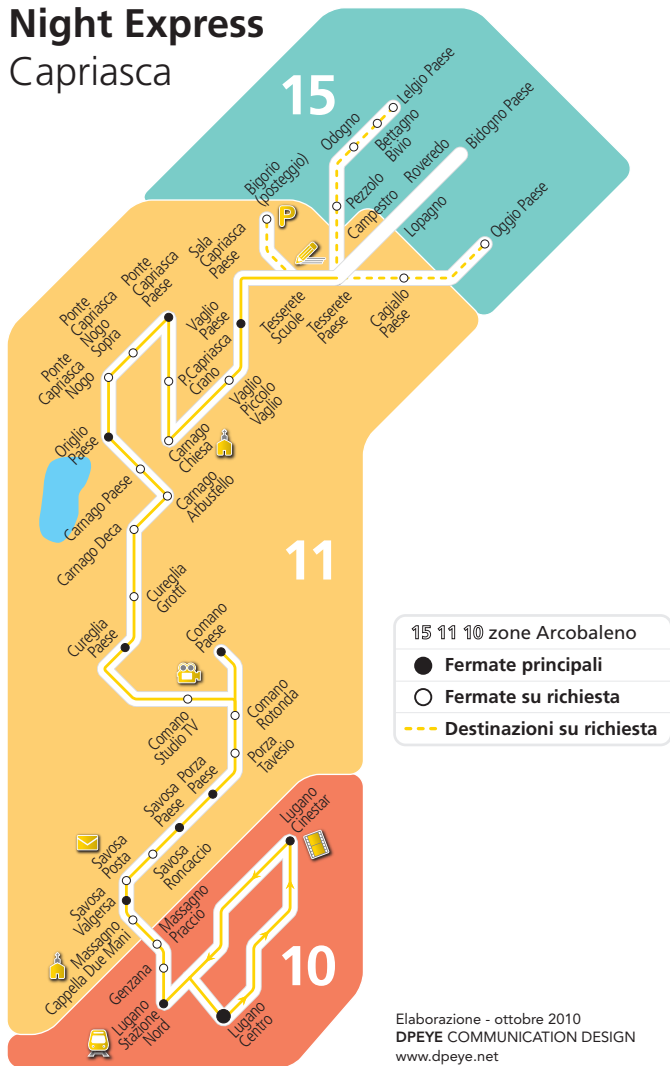 Night Express
Capriasca
15
Lelgio Paese
Bettagno
Bivio
Odogno
Pezzolo
Bidogno Paese
Roveredo
Lopagno
Campestro
Oggio Paese
Bigorio
(posteggio)
P
Sala
Capriasca
Paese
Ponte
Capriasca
Paese
Ponte
Capriasca
Nogo
Sopra
Ponte
Capriasca
Nogo
Vaglio
Paese
P.Capriasca
Crano
Tesserete
Scuole
Tesserete
Paese
Cagiallo
Paese
Vaglio
Piccolo
Vaglio
Origlio
Paese
Carnago
Chiesa
Carnago Paese
Carnago
Arbustello
Carnago Deca
11
Cureglia
Grotti
Cureglia
Paese
Comano
Paese
Comano
Rotonda
Comano
Studio TV
Porza
Tavesio
Porza
Paese
Savosa
Paese
Savosa
Roncaccio
Savosa
Posta
Savosa
Valgersa
Massagno
Cappella Due Mani
Massagno
Praccio
Genzana
Lugano
Stazione
Nord
Lugano
Centro
Lugano
Cinestar
10
15 11 10 zone Arcobaleno
Fermate principali
Fermate su richiesta
Destinazioni su richiesta
Elaborazione - ottobre 2010
DPEYE COMMUNICATION DESIGN
www.dpeye.net